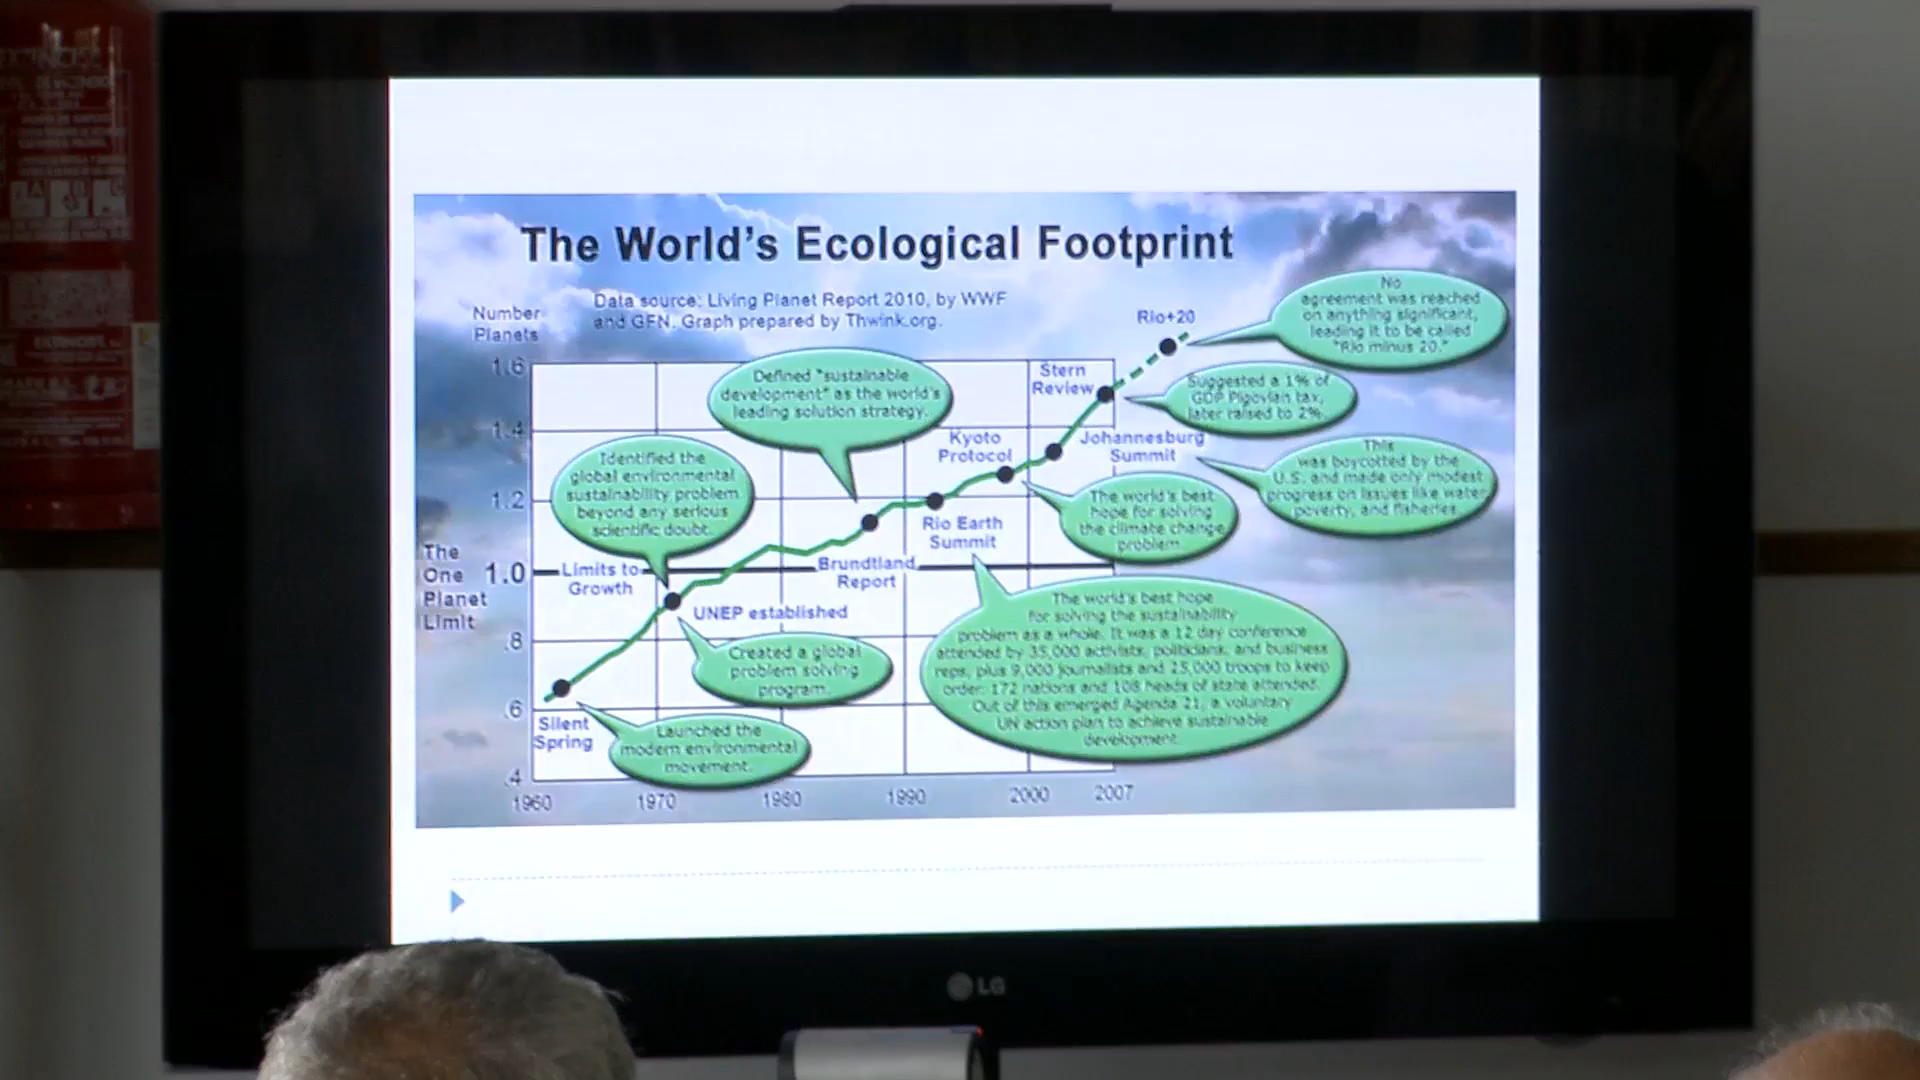 The World's Ecological Footprint
Data source: Living Planet Report 2010, by WWF
and GFN. Graph prepared by Thwink.org.
Number
Planets
1.6
1.4
1.2
The
One
Planet
Limit
1.0
.8
.6
.4
1960
1970
1980
1990
2000
2007
Silent
Spring
Launched the
modern environmental
movement.
Limits to
Growth
Identified the
global environmental
sustainability problem
beyond any serious
scientific doubt.
UNEP established
Created a global
problem solving
program.
Brundtland
Report
Defined "sustainable
development" as the world's
leading solution strategy.
Rio Earth
Summit
The world's best hope
for solving the sustainability
problem as a whole. It was a 12 day conference
attended by 35,000 activists, politicians, and business
reps, plus 9,000 journalists and 25,000 troops to keep
order. 172 nations and 108 heads of state attended.
Out of this emerged Agenda 21, a voluntary
UN action plan to achieve sustainable
development.
Kyoto
Protocol
The world's best
hope for solving
the climate change
problem.
Johannesburg
Summit
This
was boycotted by the
U.S. and made only modest
progress on issues like water,
poverty, and fisheries.
Stern
Review
Suggested a 1% of
GDP Pigovian tax,
later raised to 2%.
Rio+20
No
agreement was reached
on anything significant,
leading it to be called
"Rio minus 20."
LG
A B C